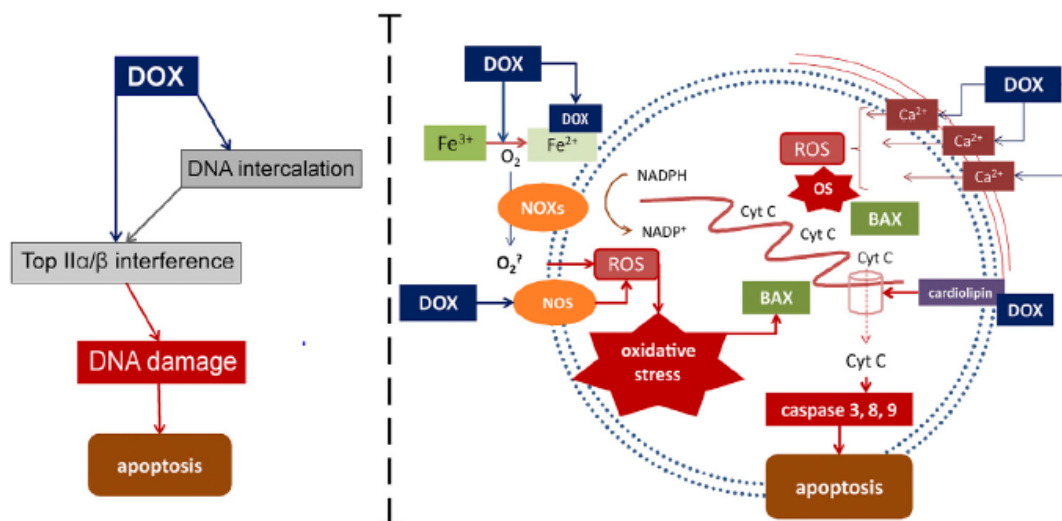 DOX
DNA intercalation
Top IIα/β interference
DNA damage
apoptosis
DOX
DOX
Fe³⁺
O₂
Fe²⁺
NOXs
O₂?
DOX
NOS
ROS
oxidative
stress
NADPH
NADP⁺
Cyt C
Cyt C
Cyt C
BAX
ROS
OS
BAX
Ca²⁺
Ca²⁺
Ca²⁺
DOX
cardiolipin
DOX
Cyt C
caspase 3, 8, 9
apoptosis